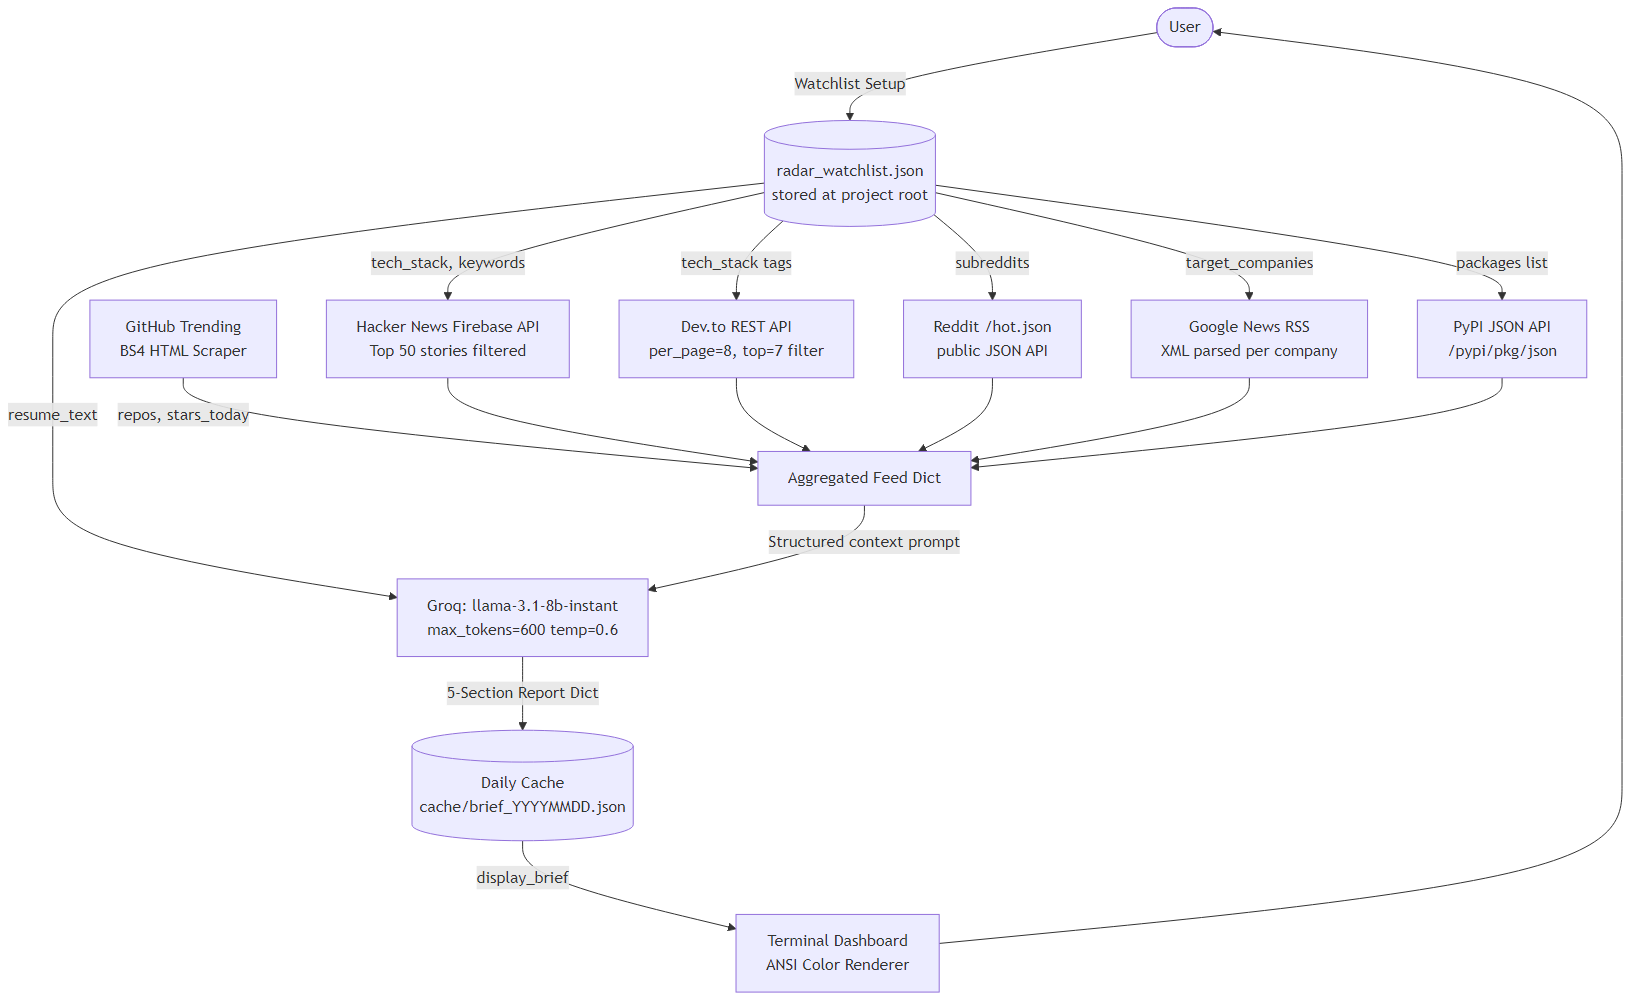 User
Watchlist Setup
radar_watchlist.json
stored at project root
tech_stack, keywords
tech_stack tags
subreddits
target_companies
packages list
GitHub Trending
BS4 HTML Scraper
Hacker News Firebase API
Top 50 stories filtered
Dev.to REST API
per_page=8, top=7 filter
Reddit /hot.json
public JSON API
Google News RSS
XML parsed per company
PyPI JSON API
/pypi/pkg/json
resume_text
repos, stars_today
Aggregated Feed Dict
Structured context prompt
Groq: llama-3.1-8b-instant
max_tokens=600 temp=0.6
5-Section Report Dict
Daily Cache
cache/brief_YYYYMMDD.json
display_brief
Terminal Dashboard
ANSI Color Renderer